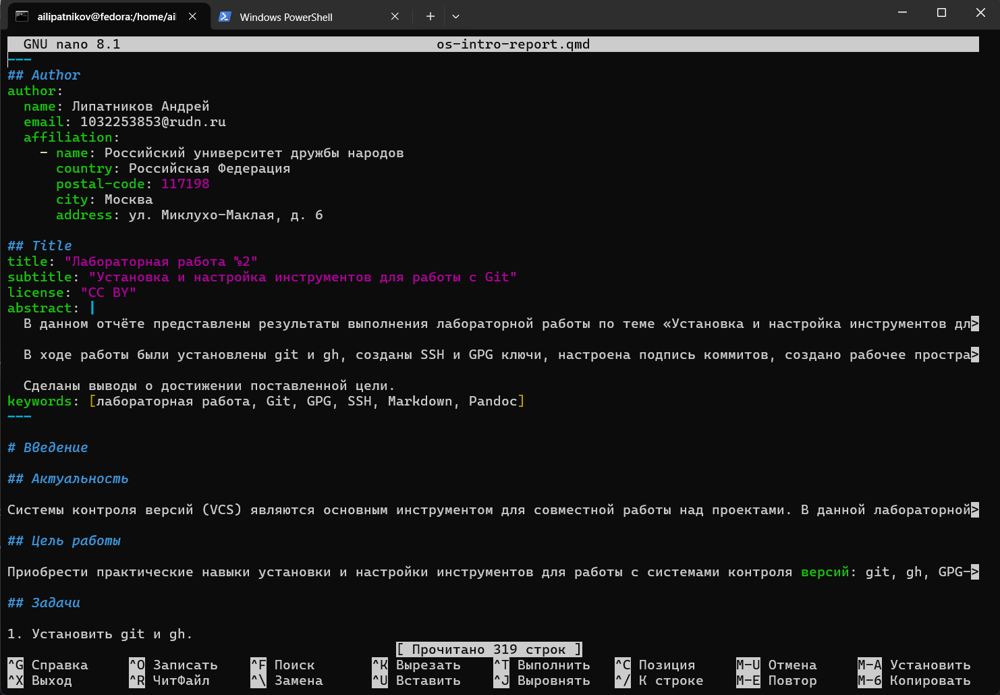 ailipatnikov@fedora:/home/ai
Windows PowerShell
GNU nano 8.1 os-intro-report.qmd
---
## Author
author:
name: Липатников Андрей
email: 1032253853@rudn.ru
affiliation:
- name: Российский университет дружбы народов
country: Российская Федерация
postal-code: 117198
city: Москва
address: ул. Миклухо-Маклая, д. 6
## Title
title: "Лабораторная работа №2"
subtitle: "Установка и настройка инструментов для работы с Git"
license: "CC BY"
abstract: |
В данном отчёте представлены результаты выполнения лабораторной работы по теме «Установка и настройка инструментов дл>
В ходе работы были установлены git и gh, созданы SSH и GPG ключи, настроена подпись коммитов, создано рабочее простра>
Сделаны выводы о достижении поставленной цели.
keywords: [лабораторная работа, Git, GPG, SSH, Markdown, Pandoc]
---
# Введение
## Актуальность
Системы контроля версий (VCS) являются основным инструментом для совместной работы над проектами. В данной лабораторной>
## Цель работы
Приобрести практические навыки установки и настройки инструментов для работы с системами контроля версий: git, gh, GPG->
## Задачи
1. Установить git и gh.
[ Прочитано 319 строк ]
^G Справка ^O Записать ^F Поиск ^K Вырезать ^T Выполнить ^C Позиция M-U Отмена M-A Установить
^X Выход ^R ЧитФайл ^\ Замена ^U Вставить ^J Выровнять ^/ К строке M-E Повтор M-6 Копировать